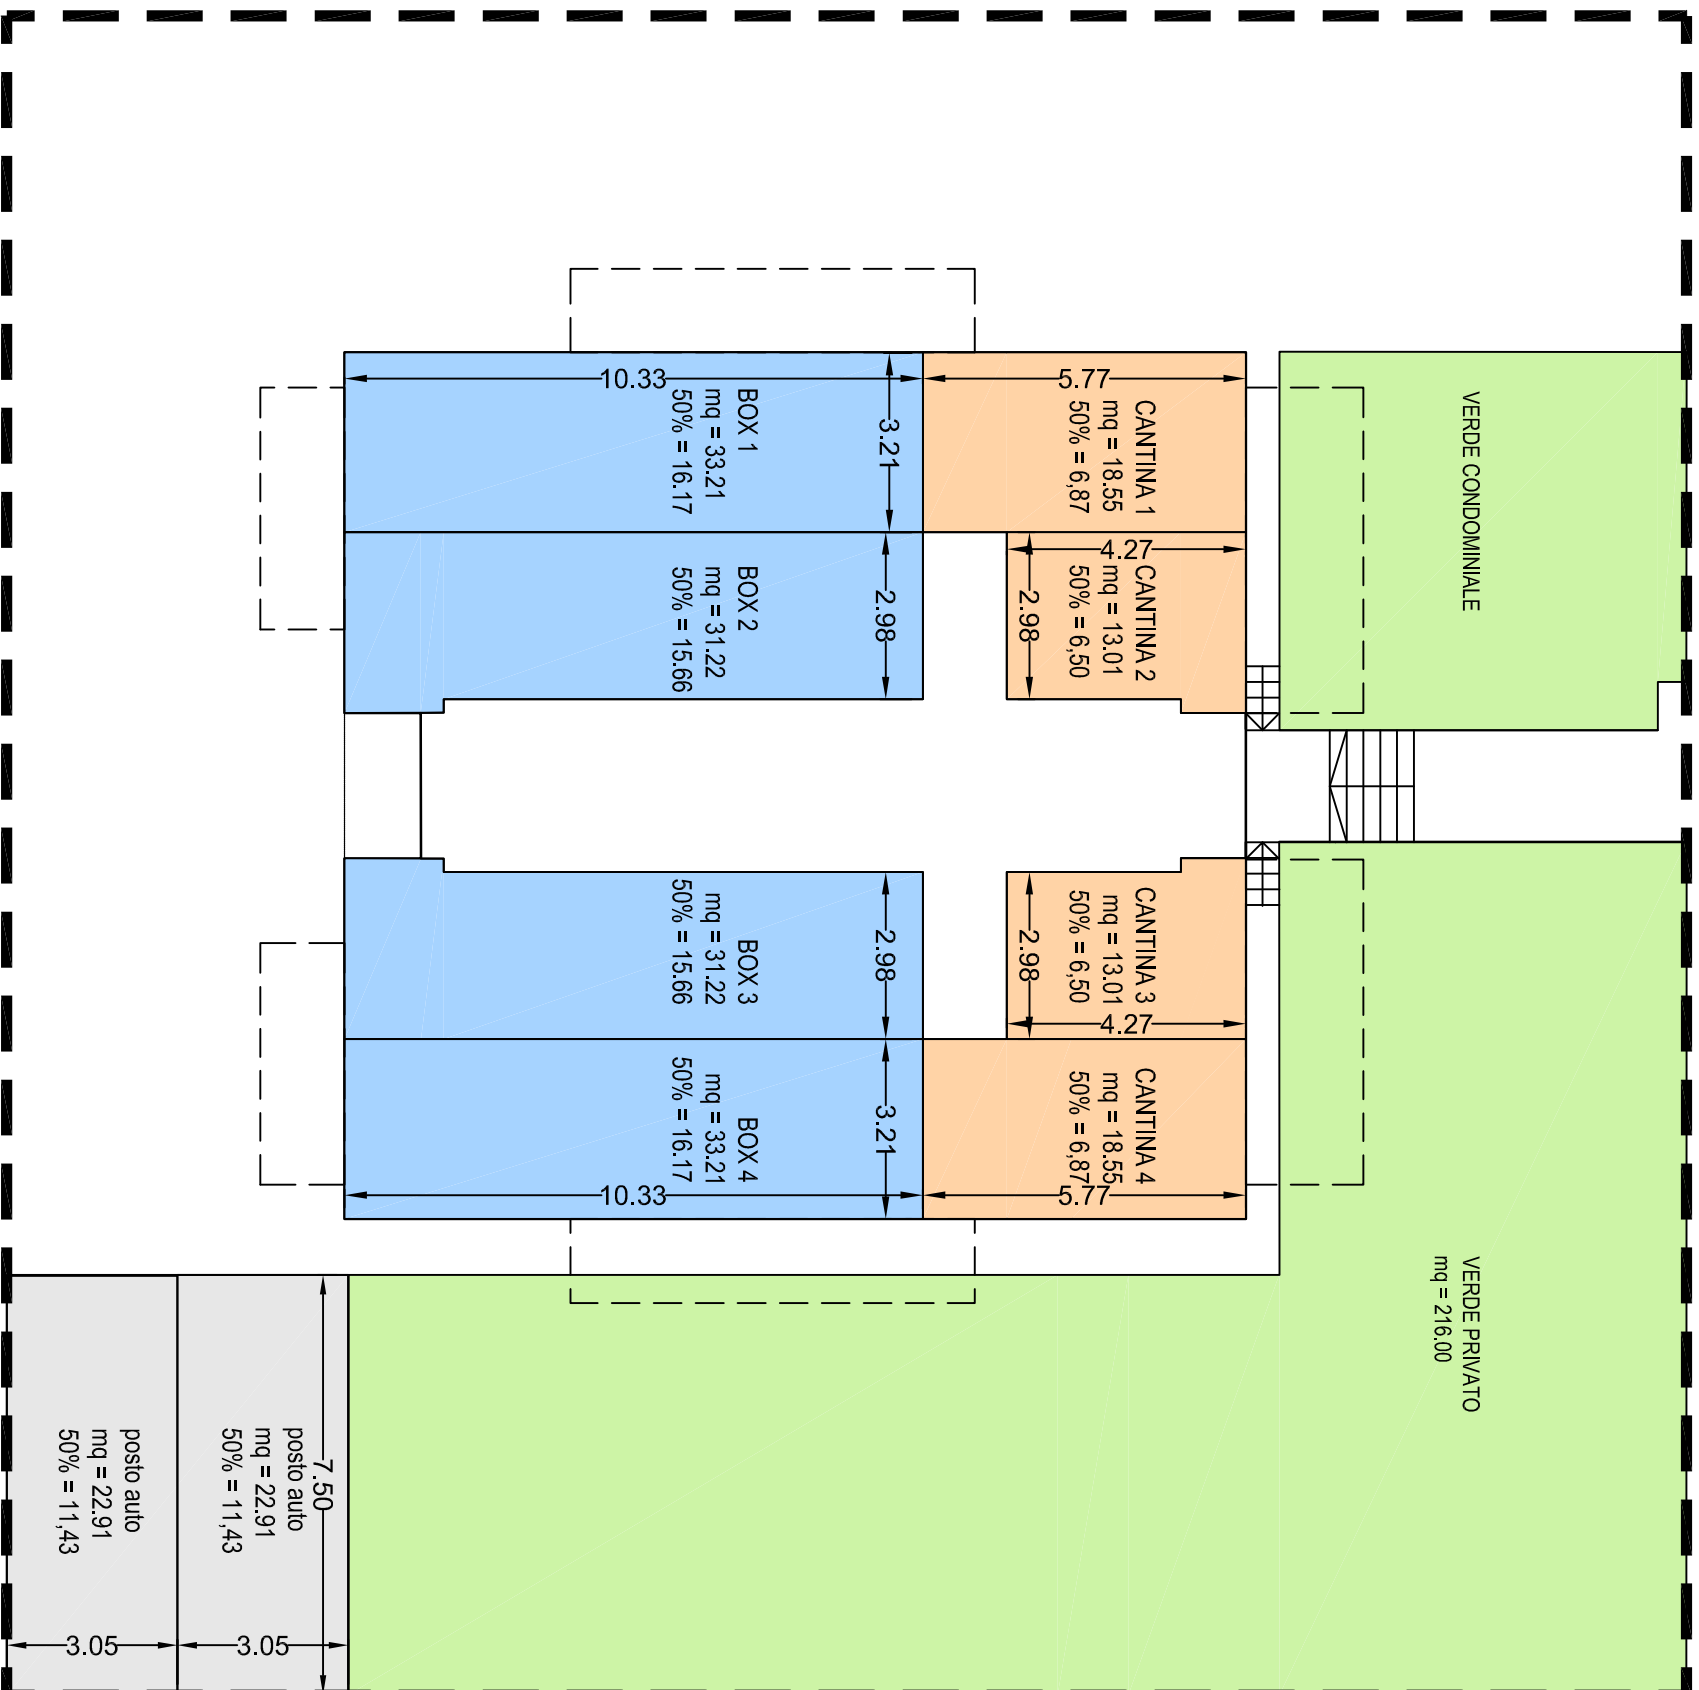 10.33
5.77
3.21
BOX 1
mq = 33.21
50% = 16.17
CANTINA 1
mq = 18.55
50% = 6,87
VERDE CONDOMINIALE
4.27
BOX 2
mq = 31.22
50% = 15.66
2.98
2.98
CANTINA 2
mq = 13.01
50% = 6,50
BOX 3
mq = 31.22
50% = 15.66
2.98
2.98
CANTINA 3
mq = 13.01
50% = 6,50
4.27
BOX 4
mq = 33.21
50% = 16.17
3.21
CANTINA 4
mq = 18.55
50% = 6,87
10.33
5.77
VERDE PRIVATO
mq = 216.00
posto auto
mq = 22.91
50% = 11,43
posto auto
mq = 22.91
50% = 11,43
7.50
3.05
3.05